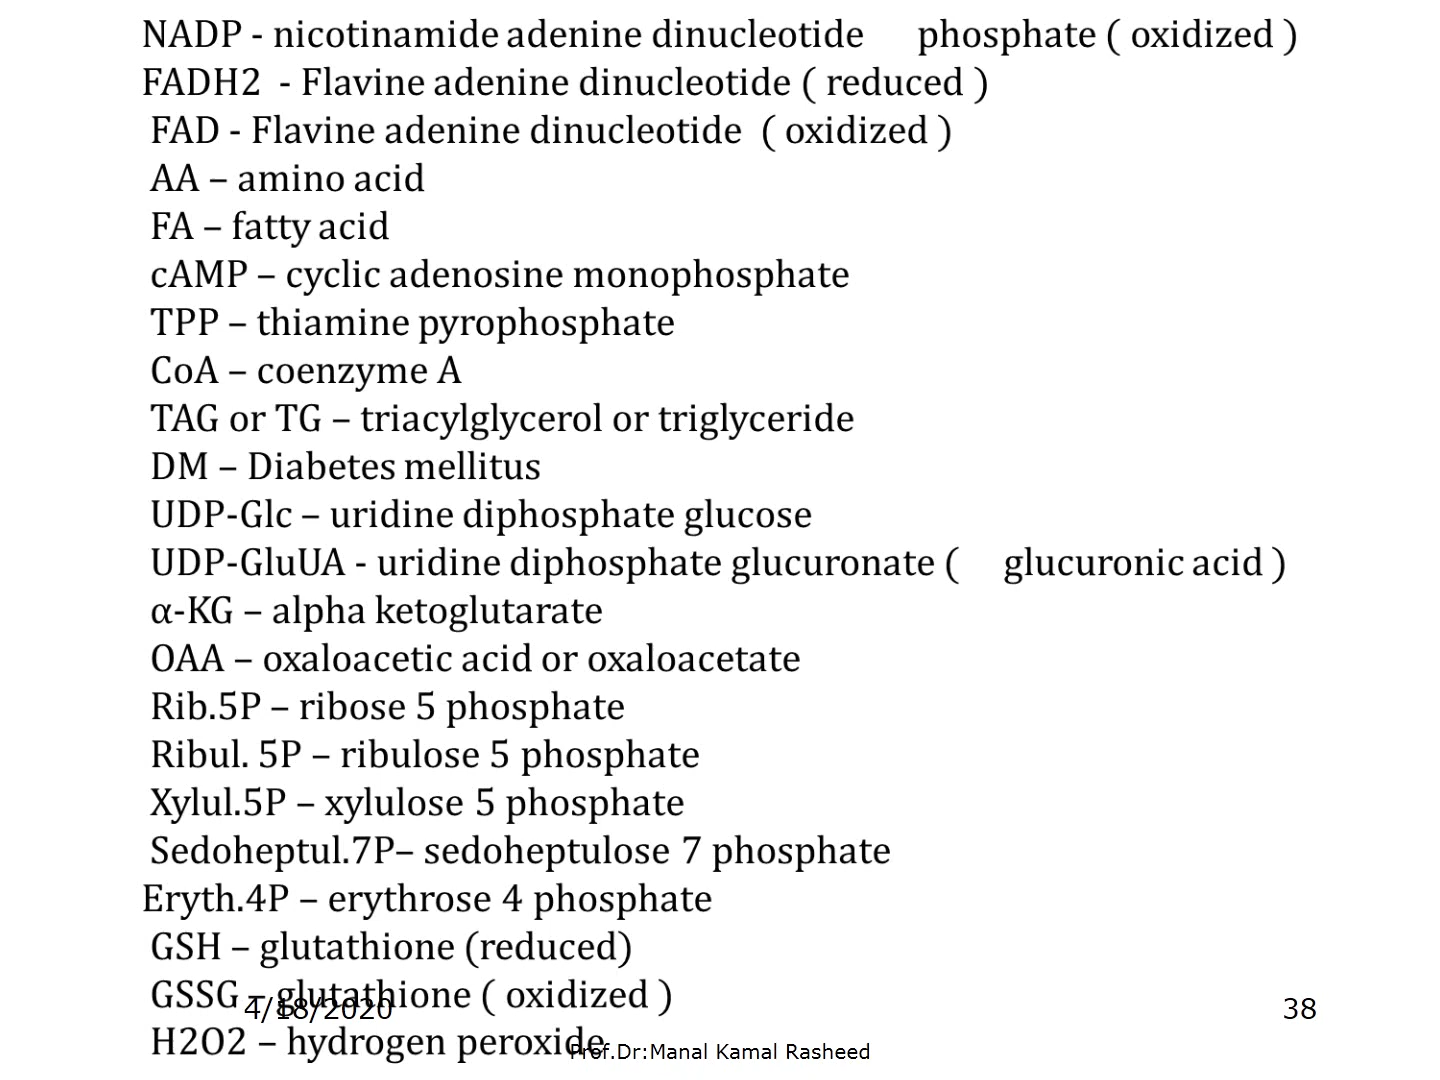 NADP - nicotinamide adenine dinucleotide phosphate ( oxidized )
FADH2 - Flavine adenine dinucleotide ( reduced )
FAD - Flavine adenine dinucleotide ( oxidized )
AA – amino acid
FA – fatty acid
cAMP – cyclic adenosine monophosphate
TPP – thiamine pyrophosphate
CoA – coenzyme A
TAG or TG – triacylglycerol or triglyceride
DM – Diabetes mellitus
UDP-Glc – uridine diphosphate glucose
UDP-GluUA - uridine diphosphate glucuronate ( glucuronic acid )
α-KG – alpha ketoglutarate
OAA – oxaloacetic acid or oxaloacetate
Rib.5P – ribose 5 phosphate
Ribul. 5P – ribulose 5 phosphate
Xylul.5P – xylulose 5 phosphate
Sedoheptul.7P– sedoheptulose 7 phosphate
Eryth.4P – erythrose 4 phosphate
GSH – glutathione (reduced)
GSSG – glutathione ( oxidized )
4/18/2020
38
H2O2 – hydrogen peroxide
Prof.Dr:Manal Kamal Rasheed